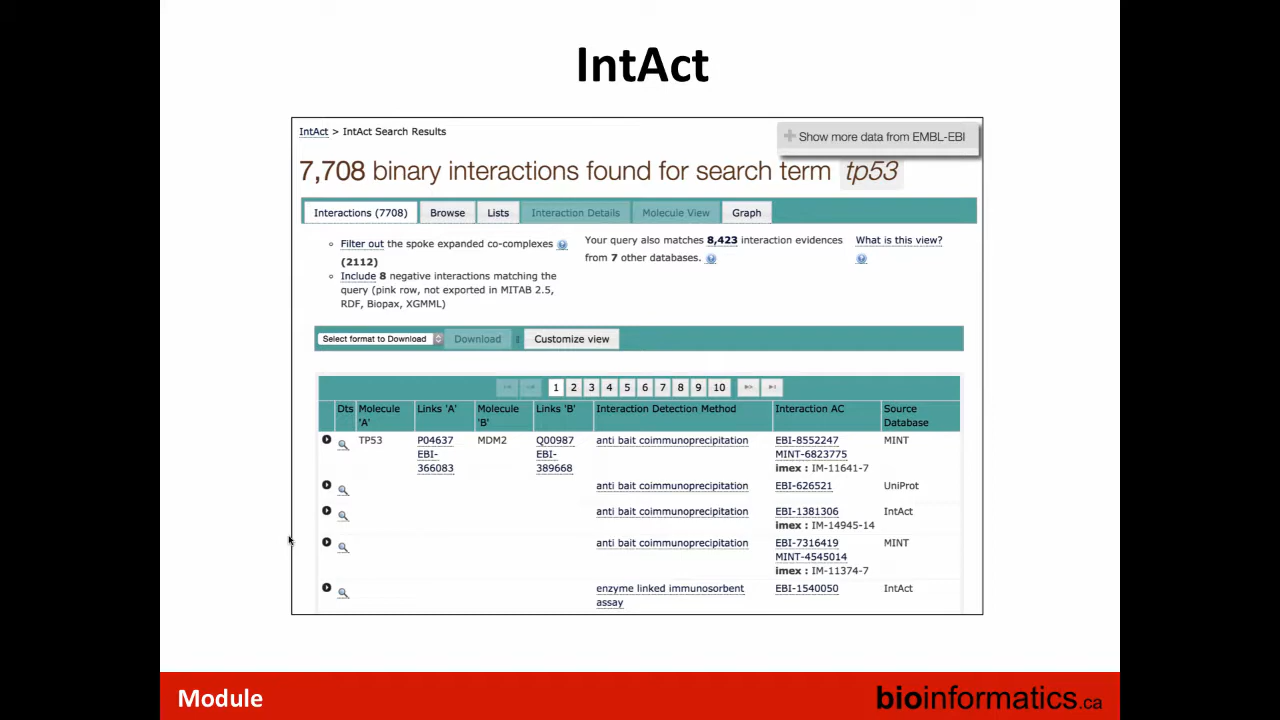 IntAct
IntAct > IntAct Search Results
Show more data from EMBL-EBI
7,708 binary interactions found for search term tp53
Interactions (7708) Browse Lists Interaction Details Molecule View Graph
Filter out the spoke expanded co-complexes
(2112)
Include 8 negative interactions matching the
query (pink row, not exported in MITAB 2.5,
RDF, Biopax, XGMML)
Your query also matches 8,423 interaction evidences
from 7 other databases.
What is this view?
Select format to Download Download Customize view
1 2 3 4 5 6 7 8 9 10
Dts Molecule Links 'A' Molecule Links 'B' Interaction Detection Method Interaction AC Source
'A' 'B' Database
TP53 P04637 MDM2 Q00987 anti bait coimmunoprecipitation EBI-8552247 MINT
EBI- EBI- MINT-6823775
366083 389668 imex : IM-11641-7
anti bait coimmunoprecipitation EBI-626521 UniProt
anti bait coimmunoprecipitation EBI-1381306 IntAct
imex : IM-14945-14
anti bait coimmunoprecipitation EBI-7316419 MINT
MINT-4545014
imex : IM-11374-7
enzyme linked immunosorbent EBI-1540050 IntAct
assay
Module
bioinformatics.ca